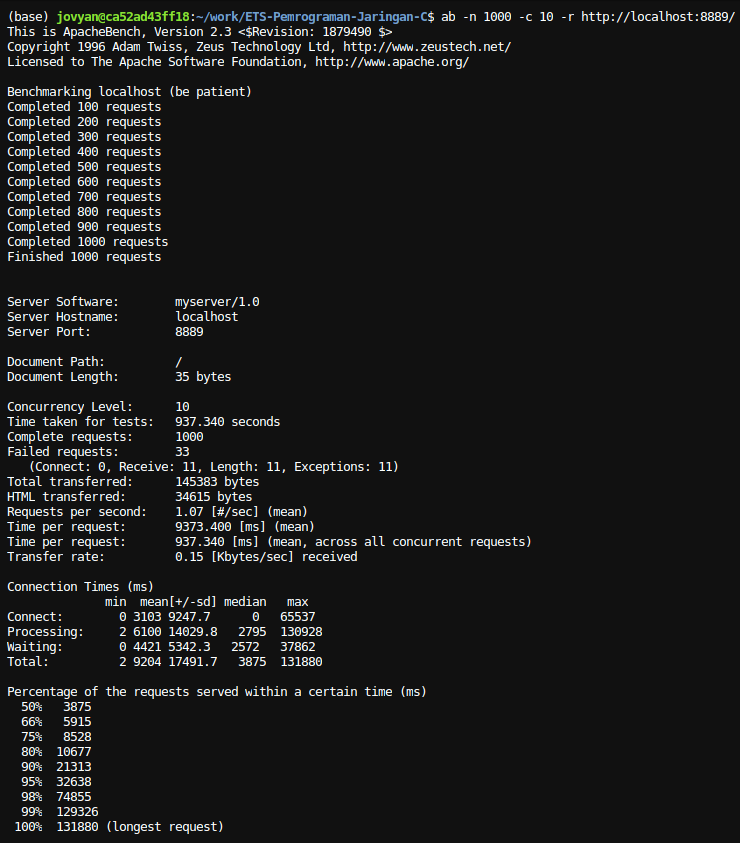 (base) jovyan@ca52ad43ff18:~/work/ETS-Pemrograman-Jaringan-C$ ab -n 1000 -c 10 -r http://localhost:8889/
This is ApacheBench, Version 2.3 <$Revision: 1879490 $>
Copyright 1996 Adam Twiss, Zeus Technology Ltd, http://www.zeustech.net/
Licensed to The Apache Software Foundation, http://www.apache.org/

Benchmarking localhost (be patient)
Completed 100 requests
Completed 200 requests
Completed 300 requests
Completed 400 requests
Completed 500 requests
Completed 600 requests
Completed 700 requests
Completed 800 requests
Completed 900 requests
Completed 1000 requests
Finished 1000 requests


Server Software:        myserver/1.0
Server Hostname:        localhost
Server Port:            8889

Document Path:          /
Document Length:        35 bytes

Concurrency Level:      10
Time taken for tests:   937.340 seconds
Complete requests:      1000
Failed requests:        33
   (Connect: 0, Receive: 11, Length: 11, Exceptions: 11)
Total transferred:      145383 bytes
HTML transferred:       34615 bytes
Requests per second:    1.07 [#/sec] (mean)
Time per request:       9373.400 [ms] (mean)
Time per request:       937.340 [ms] (mean, across all concurrent requests)
Transfer rate:          0.15 [Kbytes/sec] received

Connection Times (ms)
              min  mean[+/-sd] median   max
Connect:        0 3103 9247.7      0   65537
Processing:     2 6100 14029.8   2795  130928
Waiting:        0 4421 5342.3   2572   37862
Total:          2 9204 17491.7   3875  131880

Percentage of the requests served within a certain time (ms)
  50%   3875
  66%   5915
  75%   8528
  80%  10677
  90%  21313
  95%  32638
  98%  74855
  99%  129326
 100%  131880 (longest request)